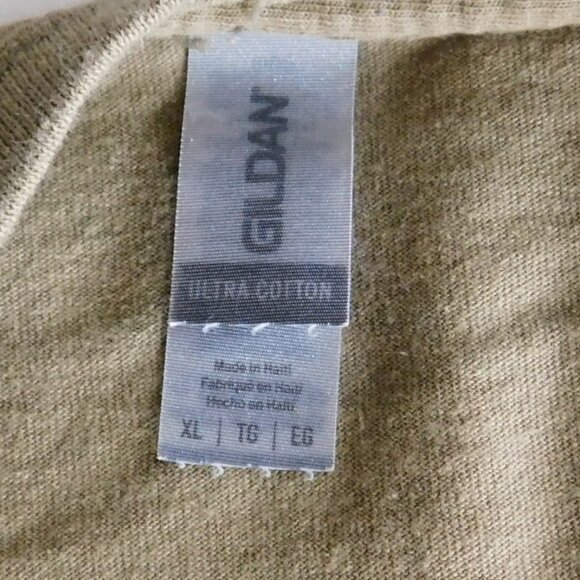 GILDAN
ULTRA COTTON
Made in Haiti
Fabriqué en Haïti
Hecho en Haití
XL | TG | EG